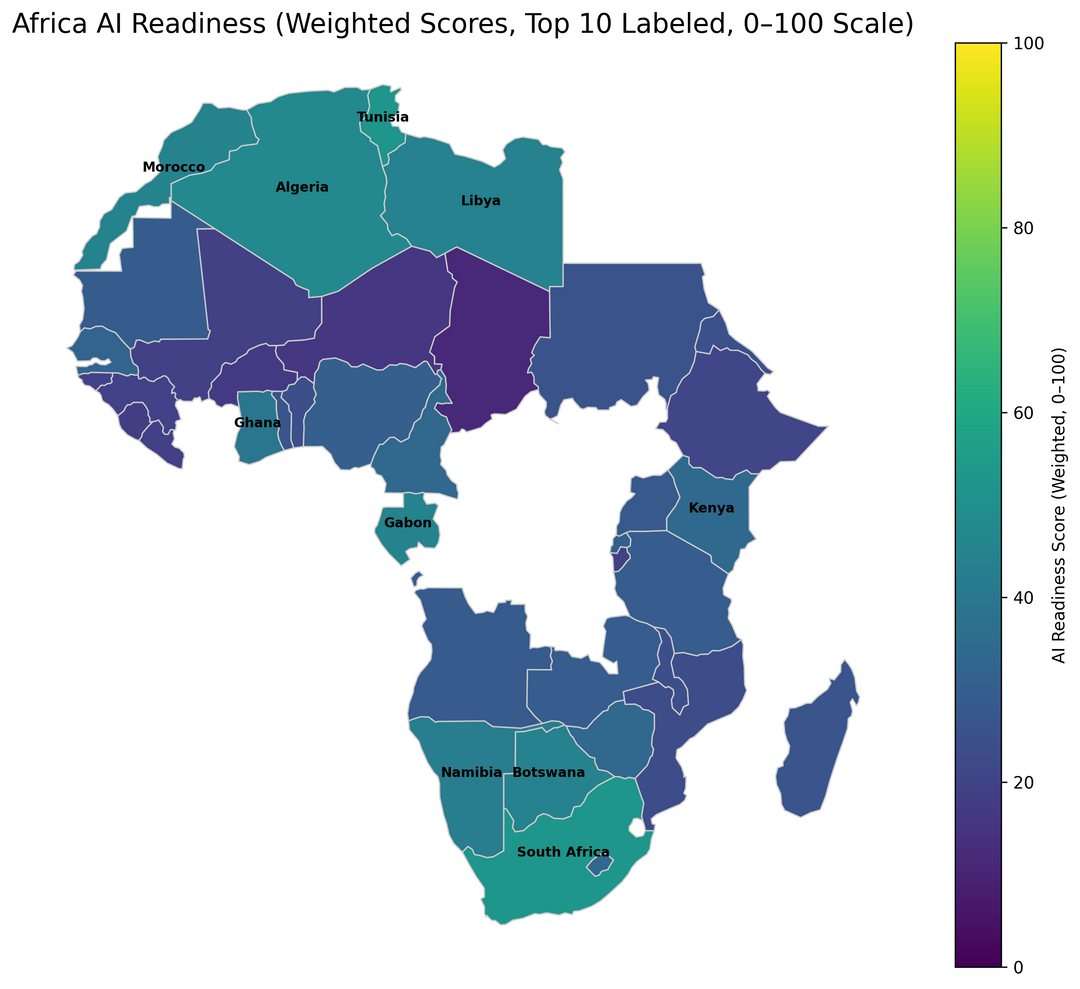 Africa AI Readiness (Weighted Scores, Top 10 Labeled, 0–100 Scale)
Tunisia
Morocco
Algeria
Libya
Ghana
Kenya
Gabon
Namibia
Botswana
South Africa
100
80
60
40
20
0
AI Readiness Score (Weighted, 0–100)